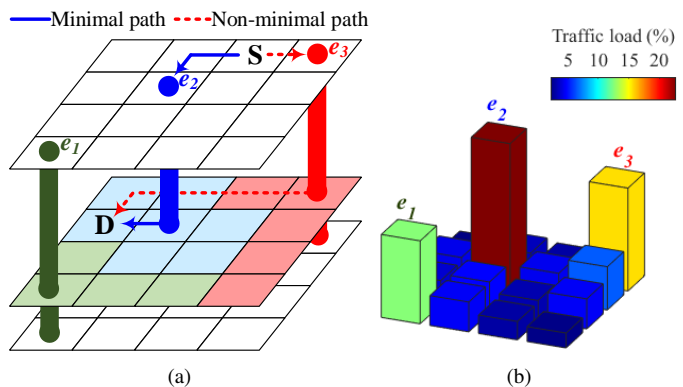 Minimal path
Non-minimal path
S
e3
e2
e1
D
(a)
Traffic load (%)
5 10 15 20
e2
e3
e1
(b)